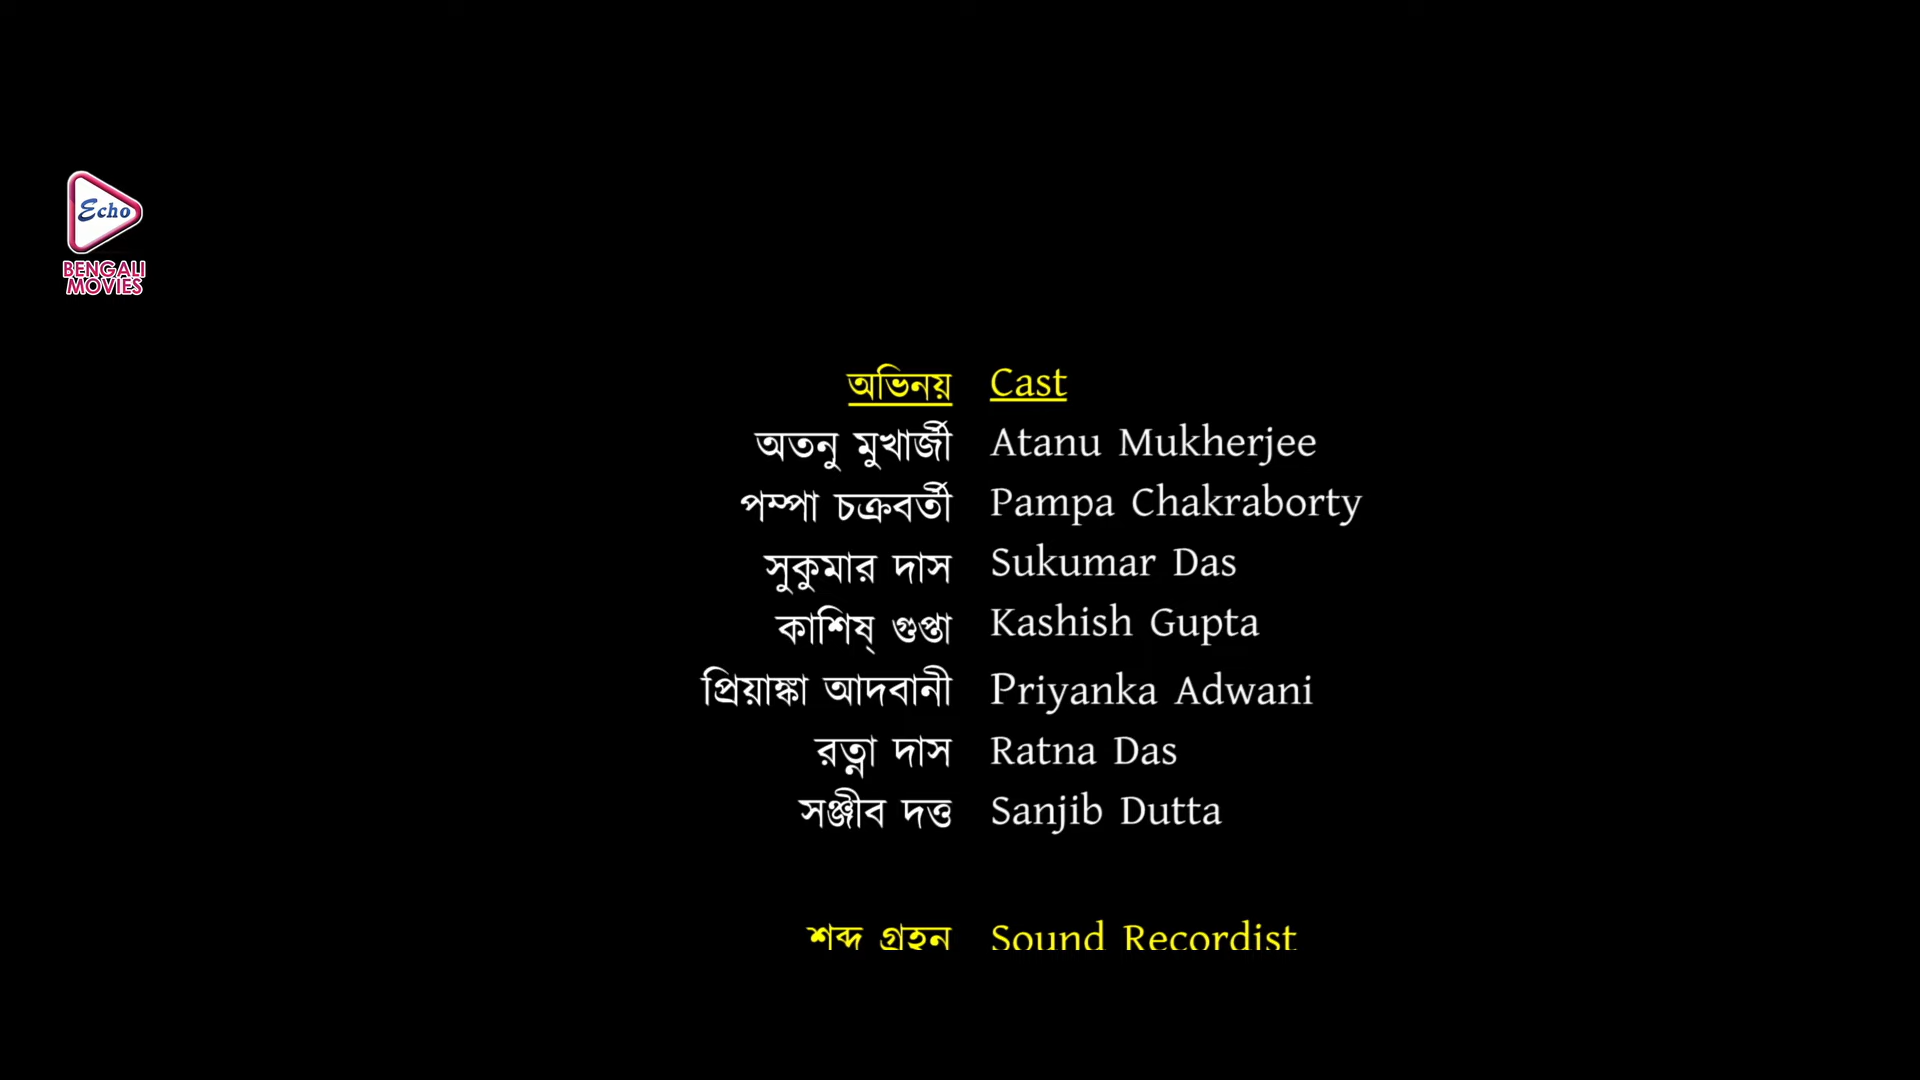 Echo
BENGALI
MOVIES
অভিনয় Cast
অতনু মুখার্জী Atanu Mukherjee
পম্পা চক্রবর্তী Pampa Chakraborty
সুকুমার দাস Sukumar Das
কাশিষ্ গুপ্তা Kashish Gupta
প্রিয়াঙ্কা আদবানী Priyanka Adwani
রত্না দাস Ratna Das
সঞ্জীব দত্ত Sanjib Dutta
শব্দ গ্রহন Sound Recordist